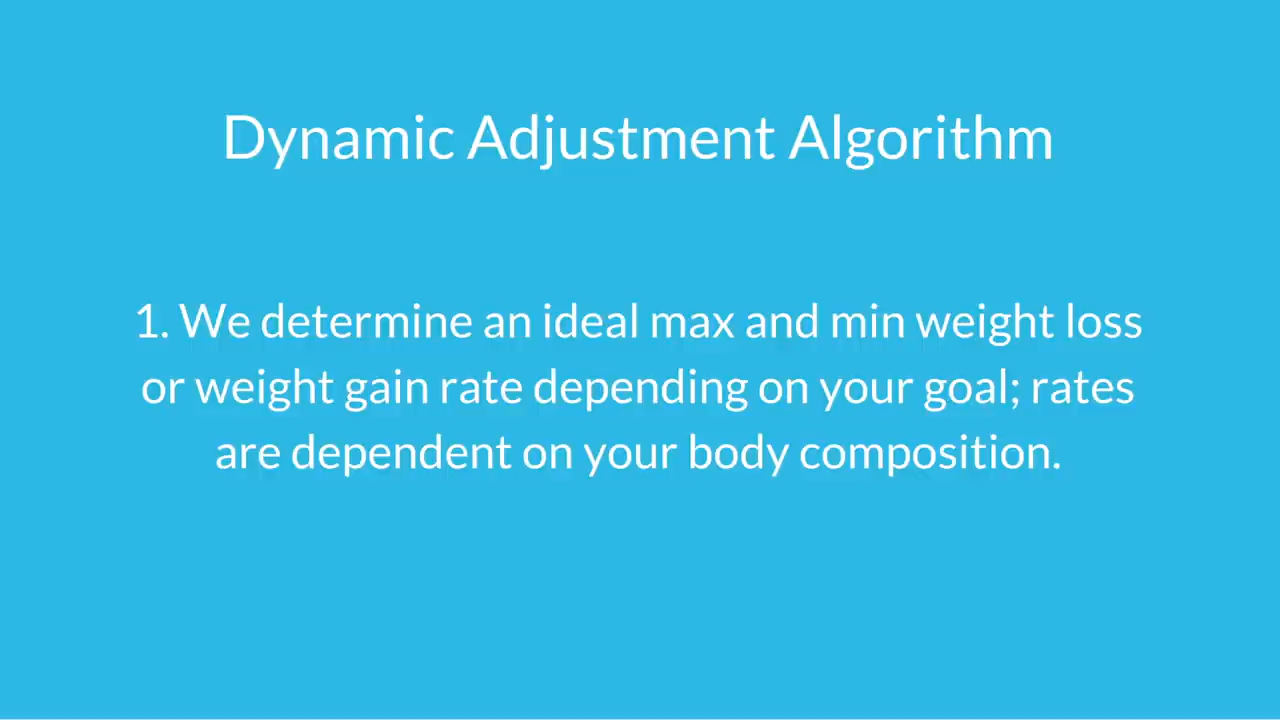 Dynamic Adjustment Algorithm
1. We determine an ideal max and min weight loss
or weight gain rate depending on your goal; rates
are dependent on your body composition.